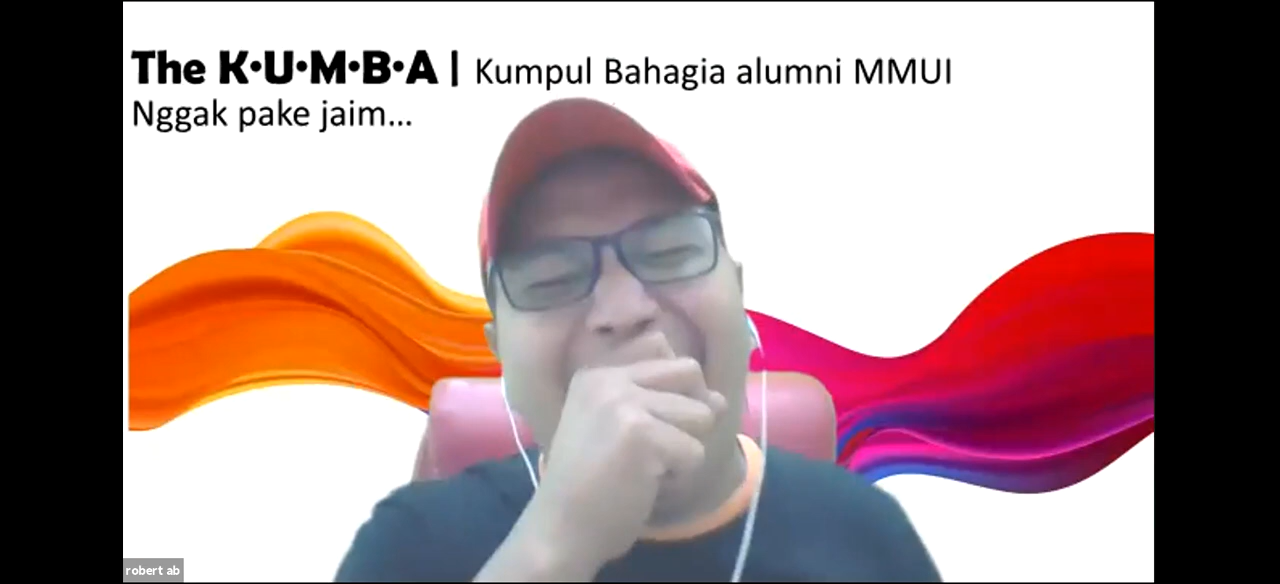 The K•U•M•B•A | Kumpul Bahagia alumni MMUI
Nggak pake jaim...
robert ab